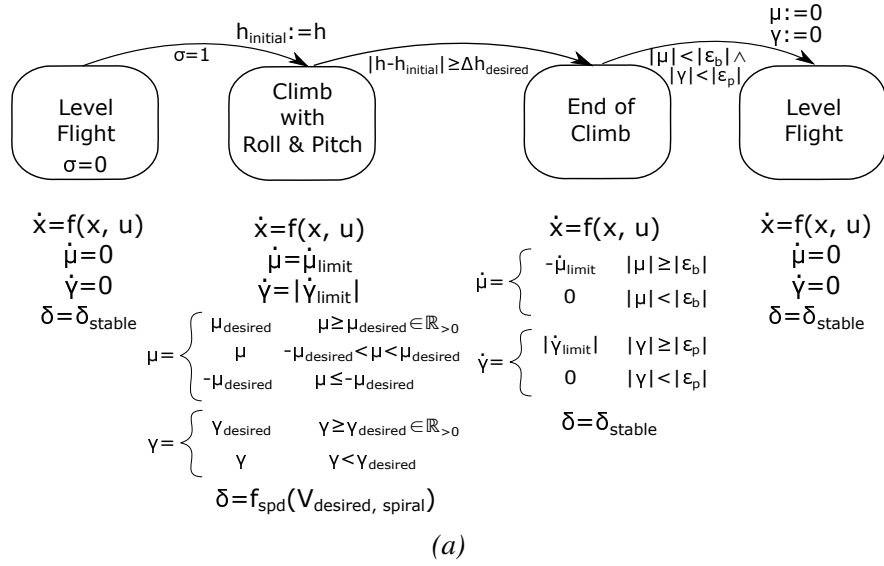 h_initial:=h
μ:=0
γ:=0
σ=1
|h-h_initial|≥Δh_desired
|μ|<|ε_b|∧
|γ|<|ε_p|
Level
Flight
σ=0
Climb
with
Roll & Pitch
End of
Climb
Level
Flight
ẋ=f(x, u)
μ̇=0
γ̇=0
δ=δ_stable
ẋ=f(x, u)
μ̇=μ̇_limit
γ̇=|γ̇_limit|
μ= { μ_desired μ≥μ_desired∈ℝ_>0
μ -μ_desired<μ<μ_desired
-μ_desired μ≤-μ_desired
γ= { γ_desired γ≥γ_desired∈ℝ_>0
γ γ<γ_desired
δ=f_spd(V_desired, spiral)
ẋ=f(x, u)
μ̇= { -μ̇_limit |μ|≥|ε_b|
0 |μ|<|ε_b|
γ̇= { |γ̇_limit| |γ|≥|ε_p|
0 |γ|<|ε_p|
δ=δ_stable
ẋ=f(x, u)
μ̇=0
γ̇=0
δ=δ_stable
(a)